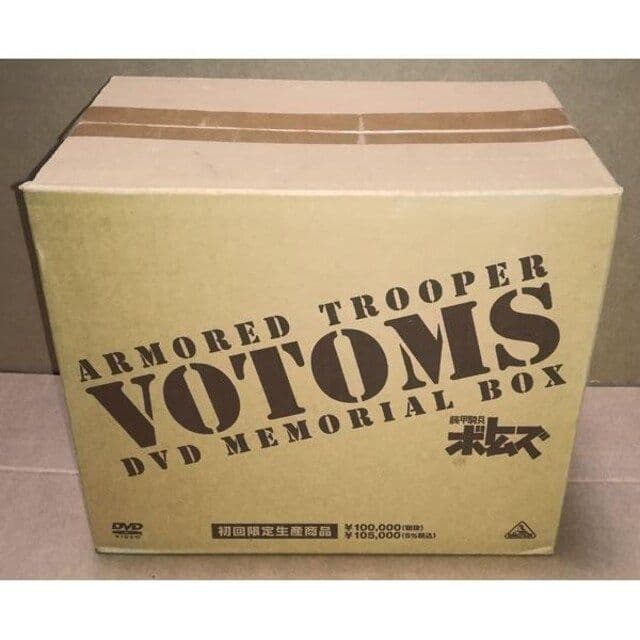 ARMORED TROOPER
VOTOMS
DVD MEMORIAL BOX
装甲騎兵
ボトムズ
DVD
VIDEO
初回限定生産商品
¥100,000(税抜)
¥105,000(5%税込)